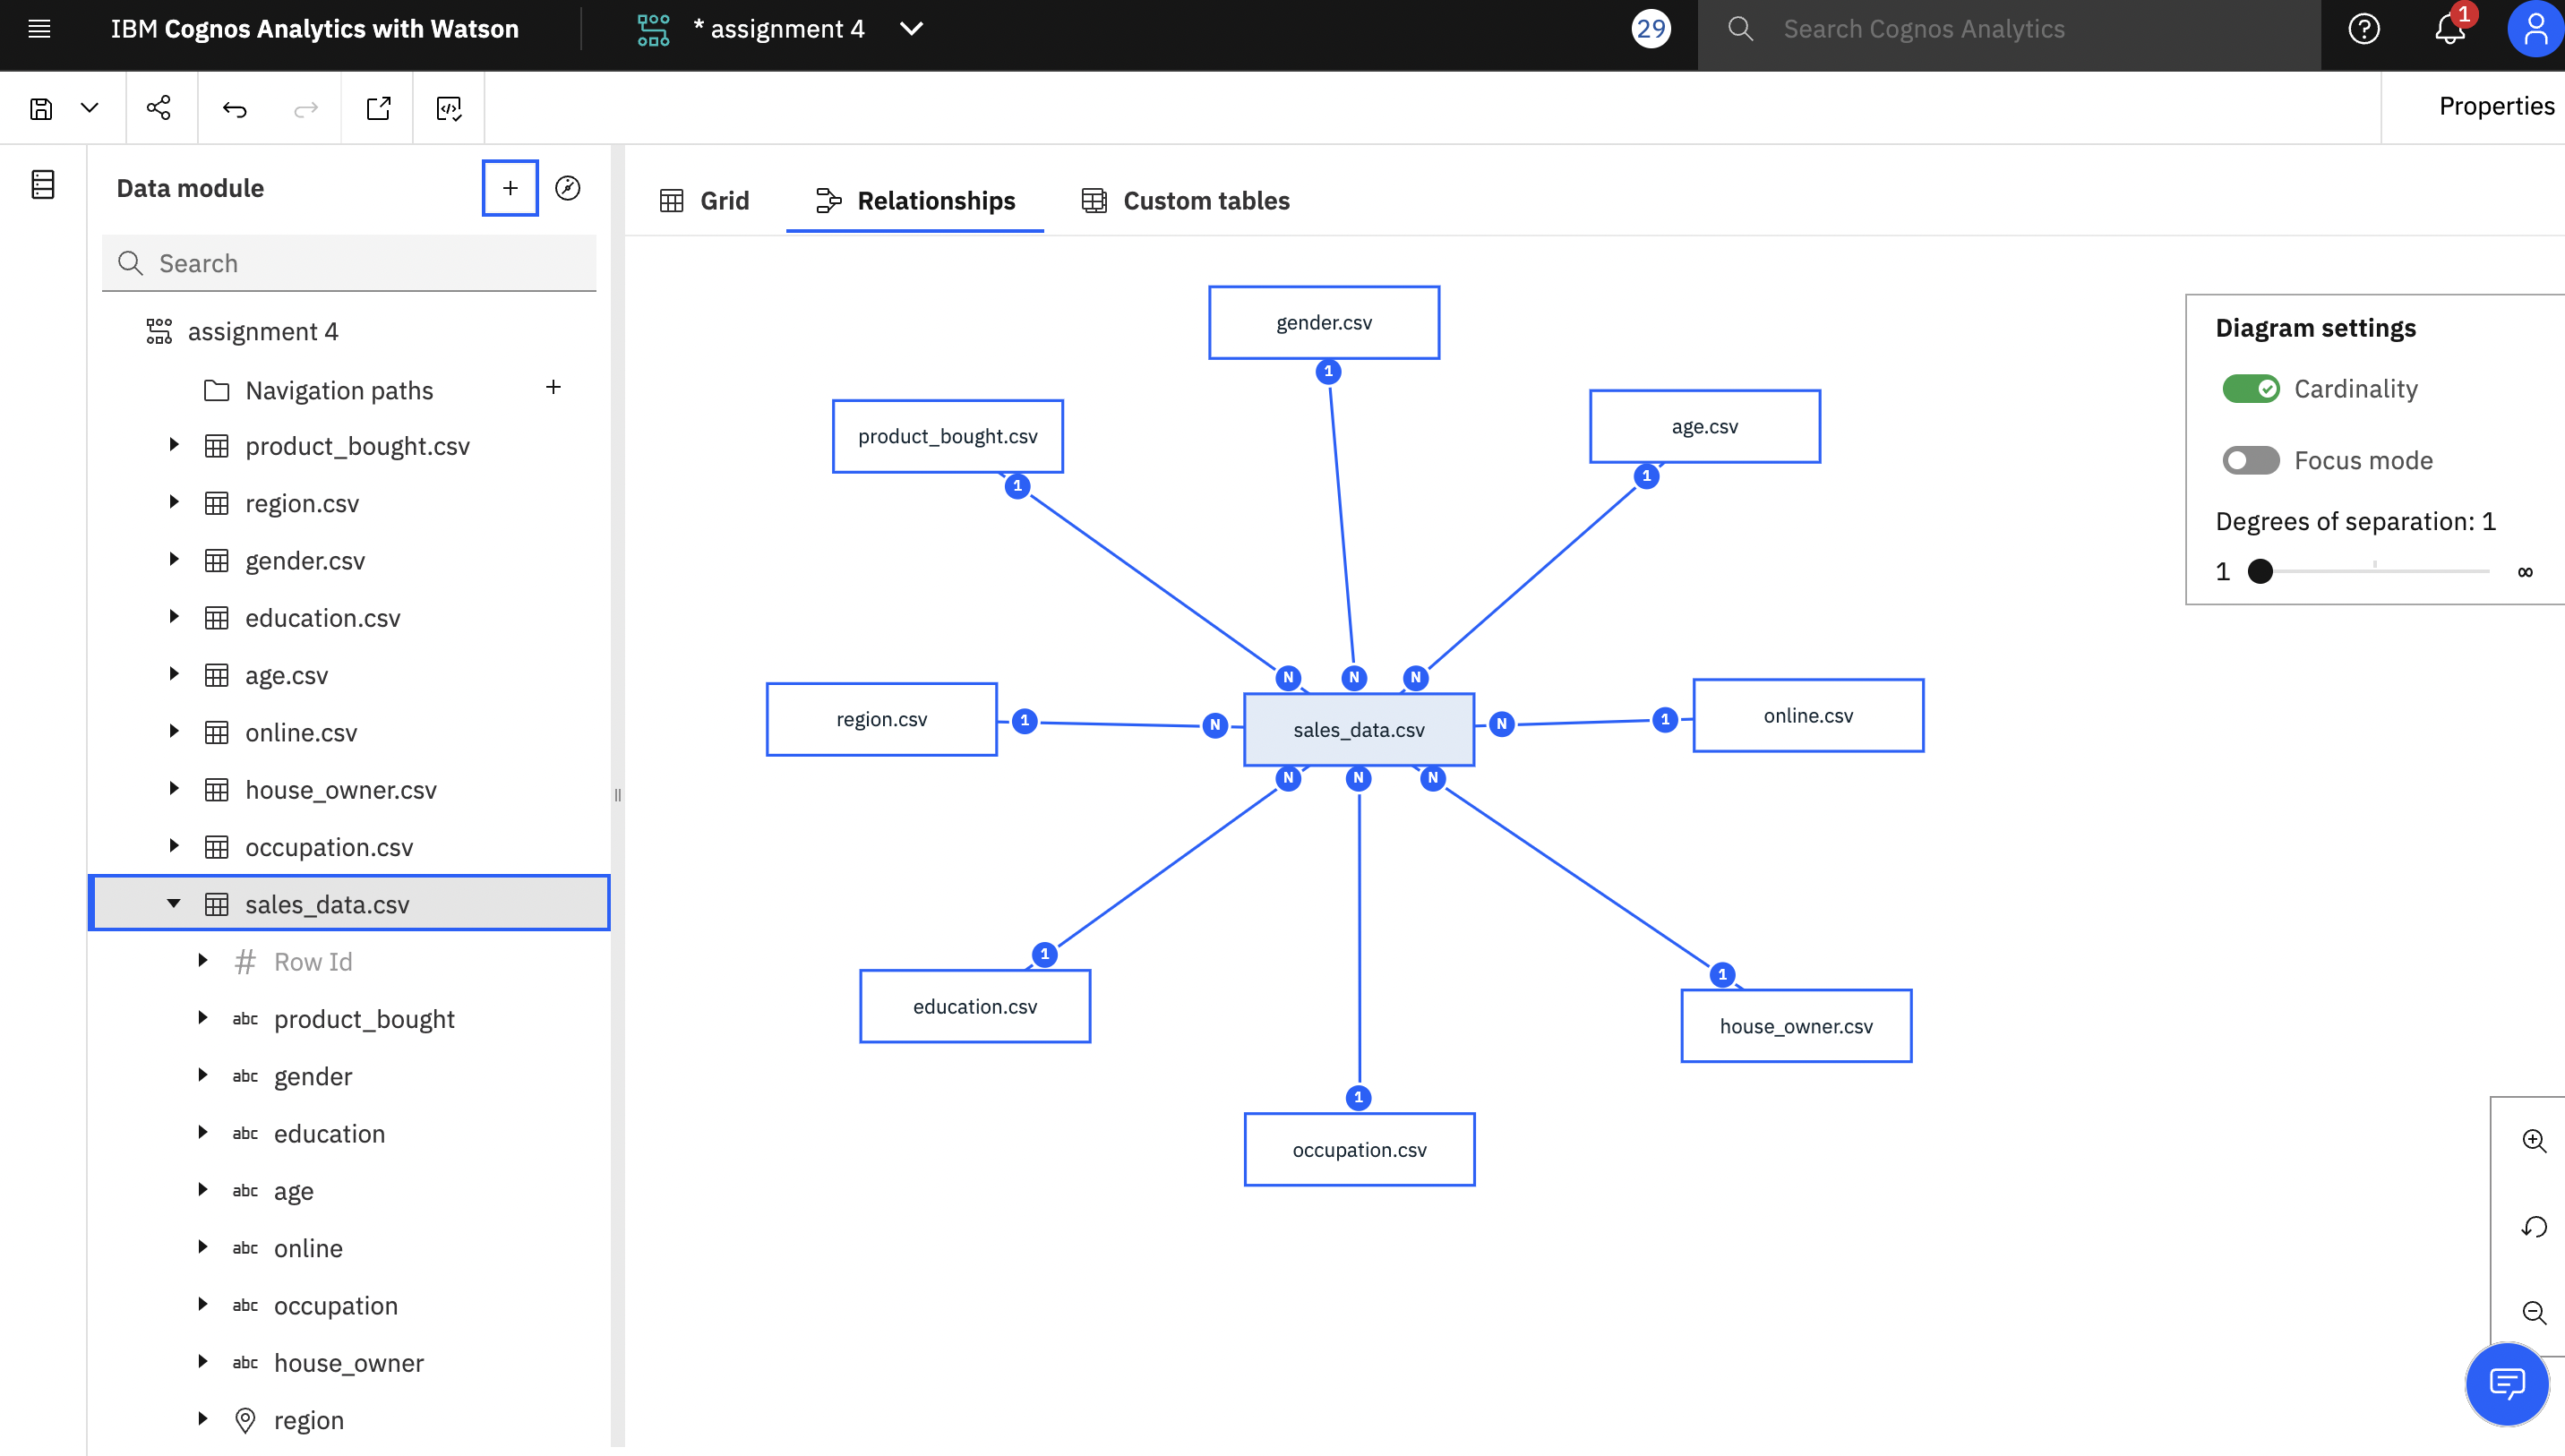 IBM Cognos Analytics with Watson
* assignment 4
29
Search Cognos Analytics
1
Properties
Data module
Search
assignment 4
Navigation paths
product_bought.csv
region.csv
gender.csv
education.csv
age.csv
online.csv
house_owner.csv
occupation.csv
sales_data.csv
# Row Id
abc product_bought
abc gender
abc education
abc age
abc online
abc occupation
abc house_owner
region
Grid
Relationships
Custom tables
gender.csv
1
product_bought.csv
1
age.csv
1
N
N
N
region.csv
1
N
sales_data.csv
N
1
online.csv
N
N
N
1
education.csv
1
house_owner.csv
1
occupation.csv
Diagram settings
Cardinality
Focus mode
Degrees of separation: 1
1
∞